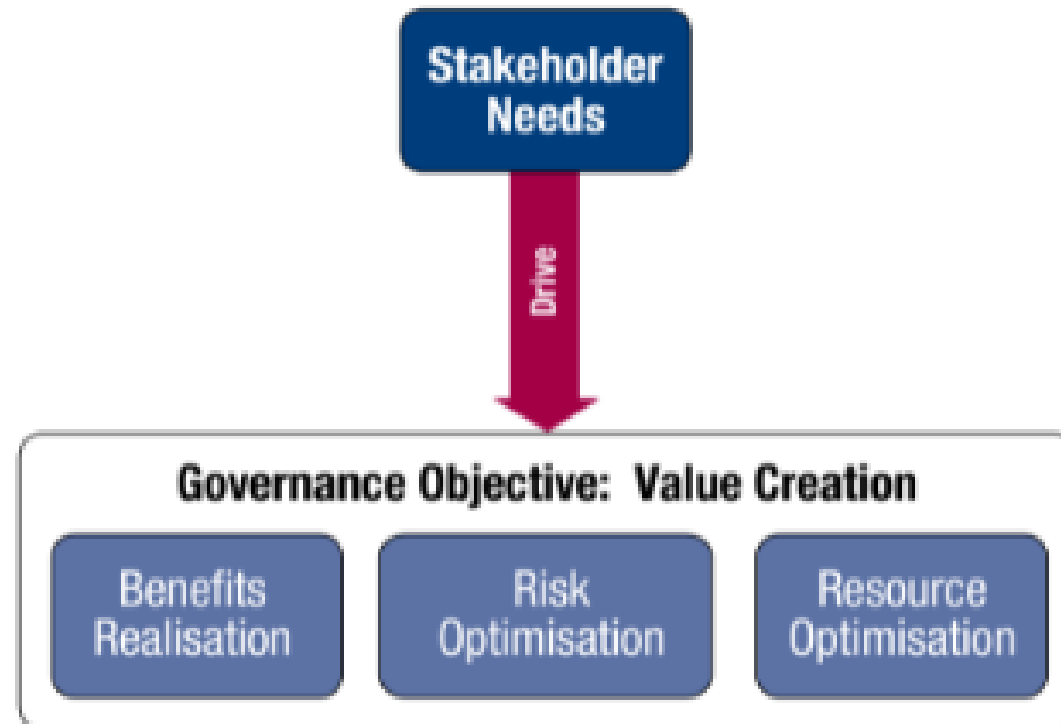 Stakeholder
Needs
Drive
Governance Objective: Value Creation
Benefits
Realisation
Risk
Optimisation
Resource
Optimisation